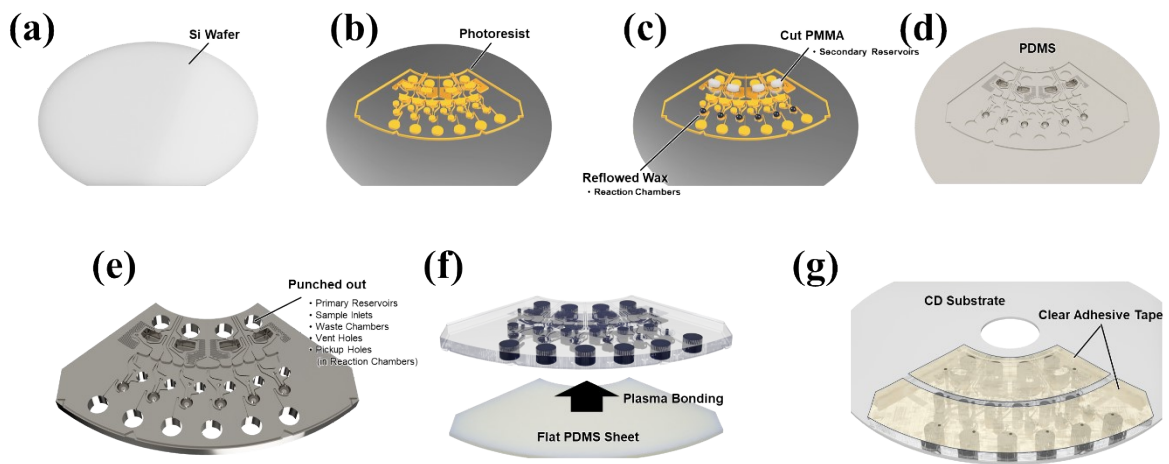 (a)
Si Wafer
(b)
Photoresist
(c)
Cut PMMA
• Secondary Reservoirs
Reflowed Wax
• Reaction Chambers
(d)
PDMS
(e)
Punched out
• Primary Reservoirs
• Sample Inlets
• Waste Chambers
• Vent Holes
• Pickup Holes
(in Reaction Chambers)
(f)
Plasma Bonding
Flat PDMS Sheet
(g)
CD Substrate
Clear Adhesive Tape